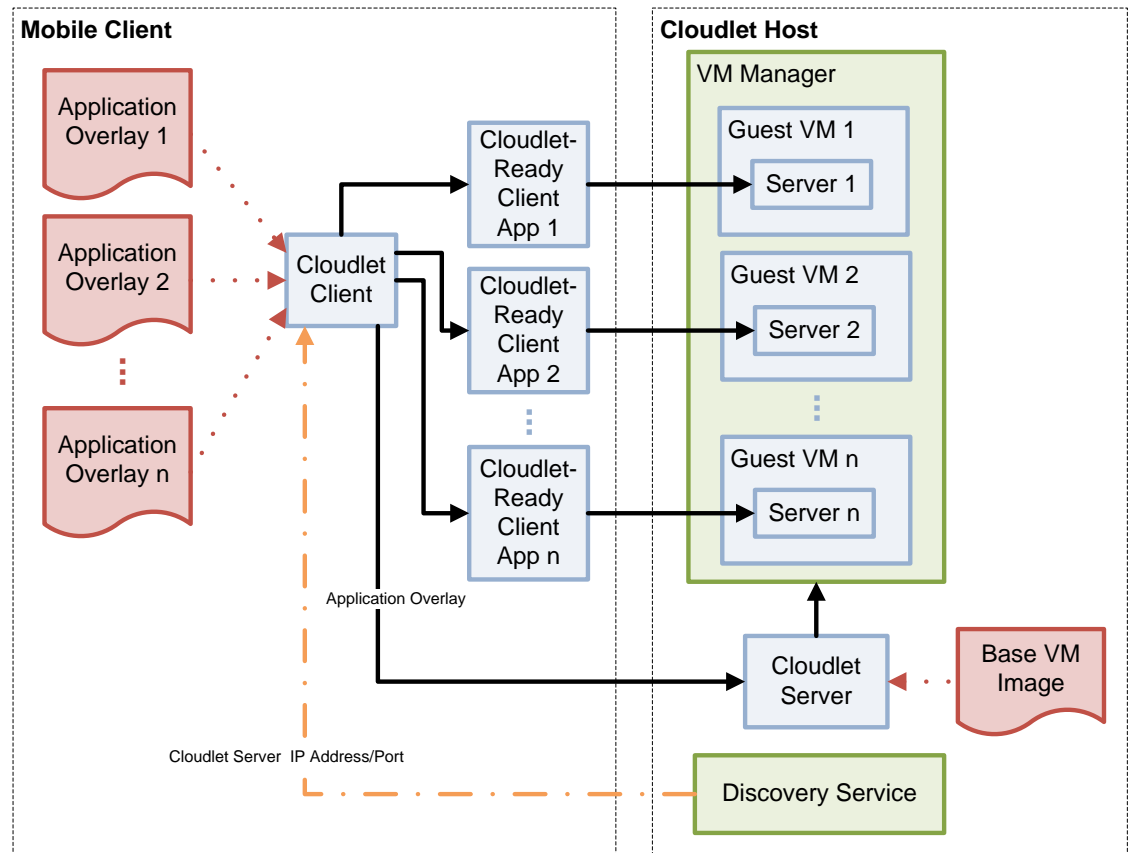 Mobile Client
Application
Overlay 1
Application
Overlay 2
Application
Overlay n
Cloudlet
Client
Cloudlet-
Ready
Client
App 1
Cloudlet-
Ready
Client
App 2
Cloudlet-
Ready
Client
App n
Application Overlay
Cloudlet Server IP Address/Port
Cloudlet Host
VM Manager
Guest VM 1
Server 1
Guest VM 2
Server 2
Guest VM n
Server n
Cloudlet
Server
Base VM
Image
Discovery Service